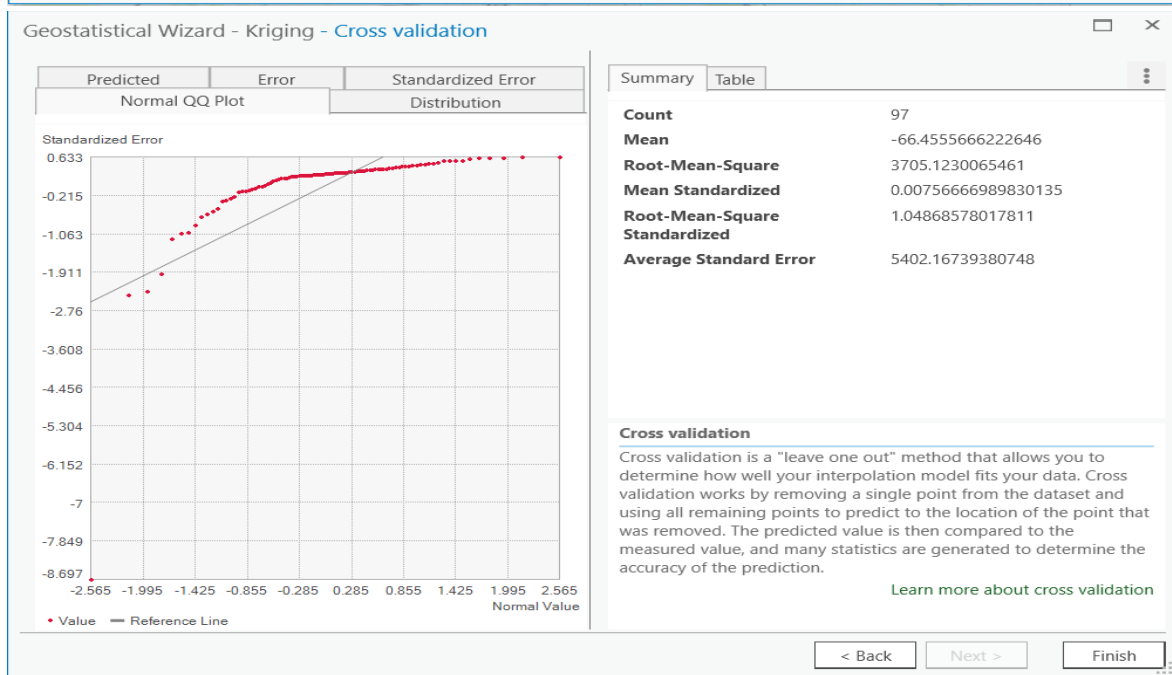 Geostatistical Wizard - Kriging - Cross validation
Predicted Error Standardized Error
Normal QQ Plot Distribution
Standardized Error
0.633
-0.215
-1.063
-1.911
-2.76
-3.608
-4.456
-5.304
-6.152
-7
-7.849
-8.697
-2.565 -1.995 -1.425 -0.855 -0.285 0.285 0.855 1.425 1.995 2.565
Normal Value
Value Reference Line
Summary Table
Count 97
Mean -66.4555666222646
Root-Mean-Square 3705.1230065461
Mean Standardized 0.00756666989830135
Root-Mean-Square 1.04868578017811
Standardized
Average Standard Error 5402.16739380748
Cross validation
Cross validation is a "leave one out" method that allows you to
determine how well your interpolation model fits your data. Cross
validation works by removing a single point from the dataset and
using all remaining points to predict to the location of the point that
was removed. The predicted value is then compared to the
measured value, and many statistics are generated to determine the
accuracy of the prediction.
Learn more about cross validation
< Back Next > Finish